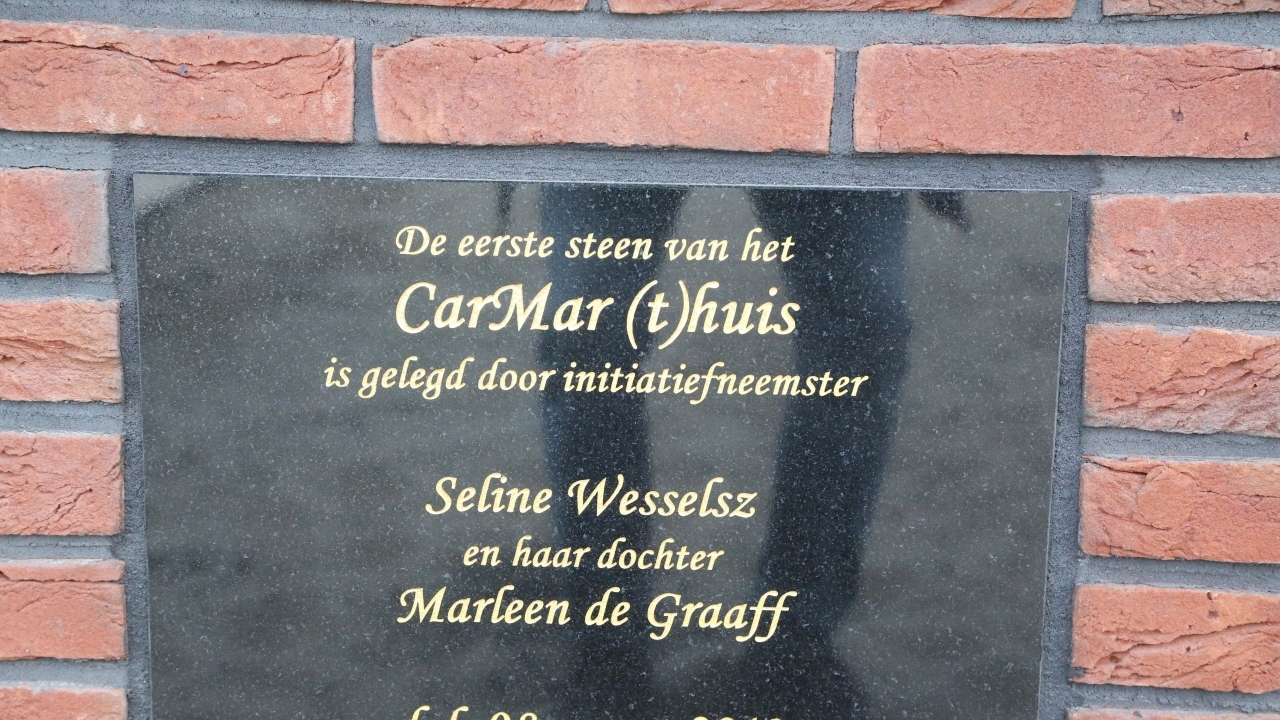 De eerste steen van het
CarMar (t)huis
is gelegd door initiatiefneemster
Seline Wesselsz
en haar dochter
Marleen de Graaff